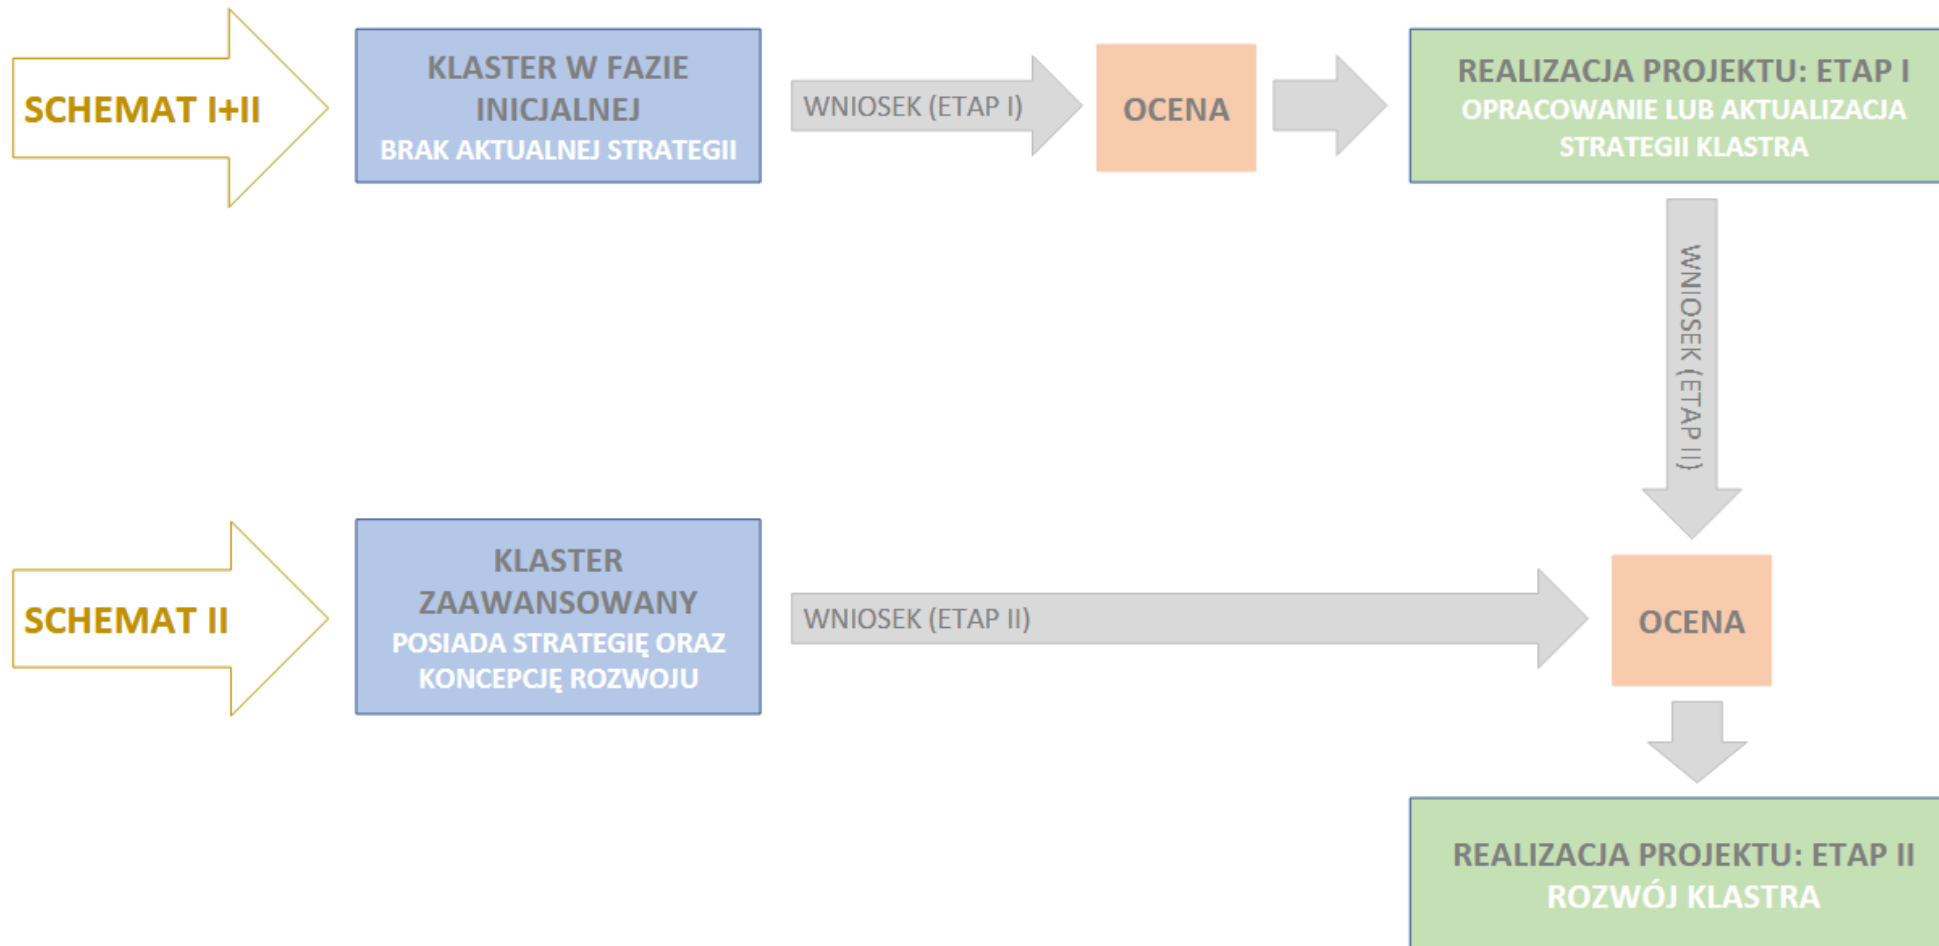 SCHEMAT I+II
KLASTER W FAZIE
INICJALNEJ
BRAK AKTUALNEJ STRATEGII
WNIOSEK (ETAP I)
OCENA
REALIZACJA PROJEKTU: ETAP I
OPRACOWANIE LUB AKTUALIZACJA
STRATEGII KLASTRA
WNIOSEK (ETAP II)
SCHEMAT II
KLASTER
ZAAWANSOWANY
POSIADA STRATEGIĘ ORAZ
KONCEPCJĘ ROZWOJU
WNIOSEK (ETAP II)
OCENA
REALIZACJA PROJEKTU: ETAP II
ROZWÓJ KLASTRA